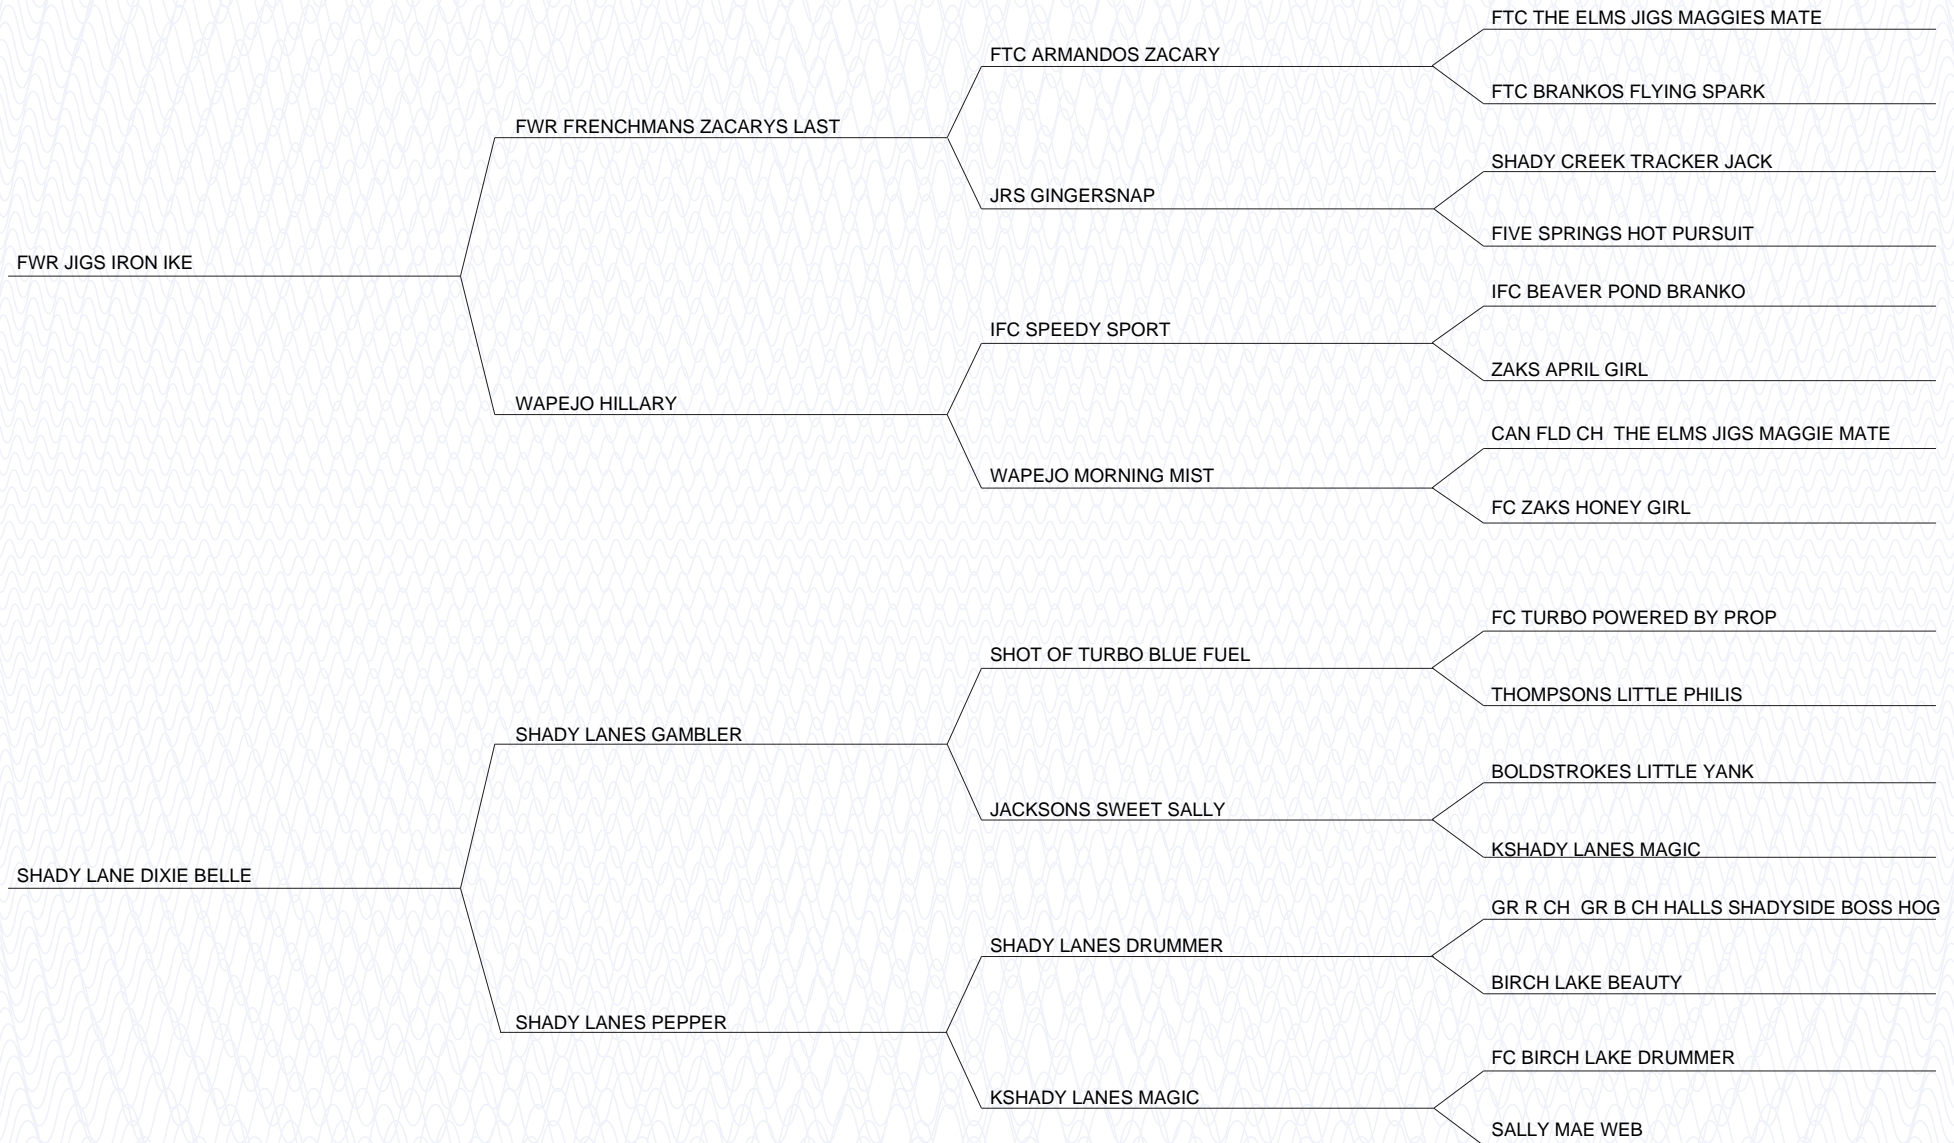 FTC THE ELMS JIGS MAGGIES MATE
FTC ARMANDOS ZACARY
FTC BRANKOS FLYING SPARK
FWR FRENCHMANS ZACARYS LAST
SHADY CREEK TRACKER JACK
JRS GINGERSNAP
FIVE SPRINGS HOT PURSUIT
FWR JIGS IRON IKE
IFC BEAVER POND BRANKO
IFC SPEEDY SPORT
ZAKS APRIL GIRL
WAPEJO HILLARY
CAN FLD CH  THE ELMS JIGS MAGGIE MATE
WAPEJO MORNING MIST
FC ZAKS HONEY GIRL
FC TURBO POWERED BY PROP
SHOT OF TURBO BLUE FUEL
THOMPSONS LITTLE PHILIS
SHADY LANES GAMBLER
BOLDSTROKES LITTLE YANK
JACKSONS SWEET SALLY
KSHADY LANES MAGIC
SHADY LANE DIXIE BELLE
GR R CH  GR B CH HALLS SHADYSIDE BOSS HOG
SHADY LANES DRUMMER
BIRCH LAKE BEAUTY
SHADY LANES PEPPER
FC BIRCH LAKE DRUMMER
KSHADY LANES MAGIC
SALLY MAE WEB